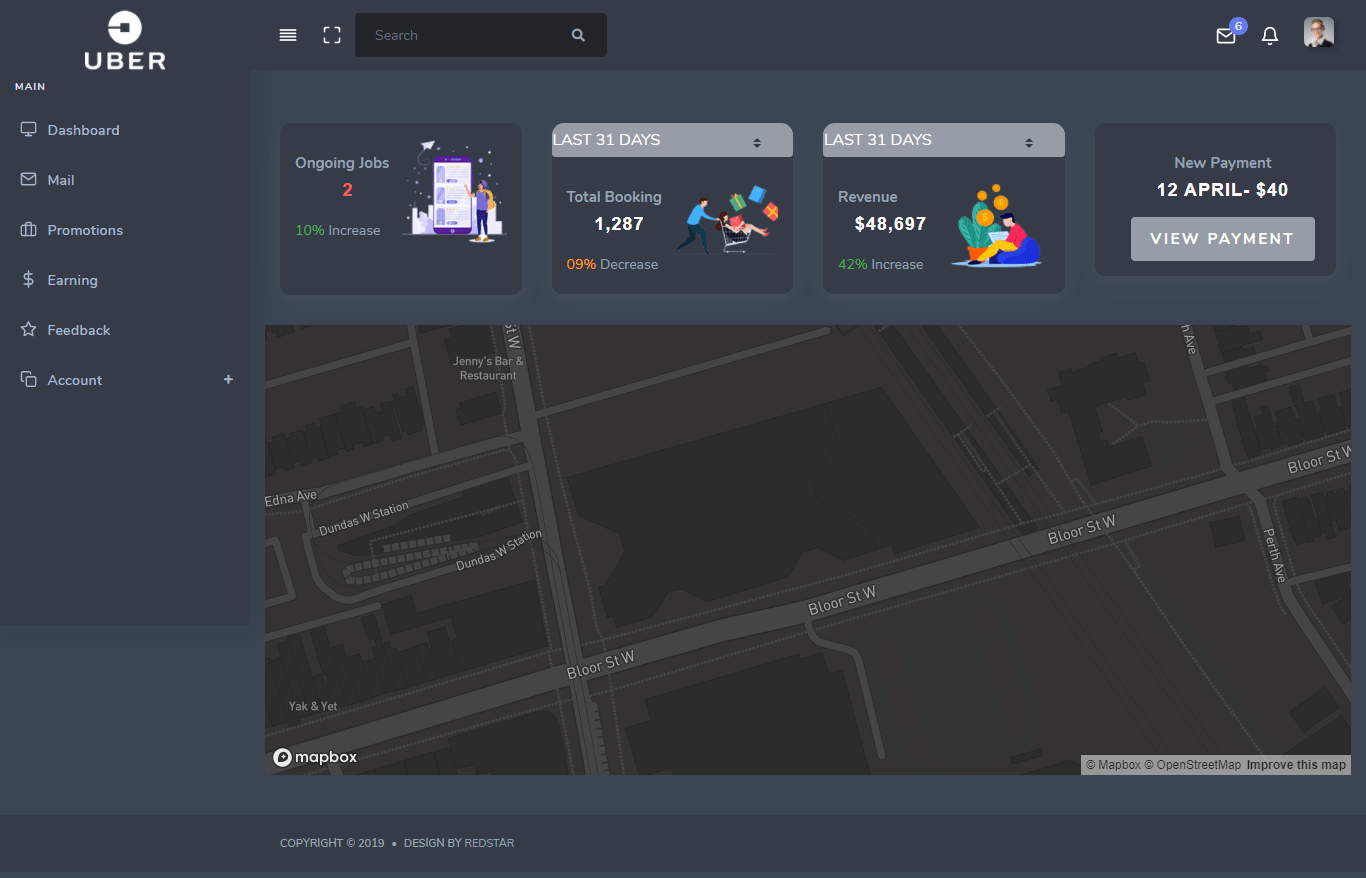 UBER
Search
6
MAIN
Dashboard
Mail
Promotions
Earning
Feedback
Account +
Ongoing Jobs
2
10% Increase
LAST 31 DAYS
Total Booking
1,287
09% Decrease
LAST 31 DAYS
Revenue
$48,697
42% Increase
New Payment
12 APRIL- $40
VIEW PAYMENT
St W
h Ave
Jenny's Bar &
Restaurant
Bloor St W
Edna Ave
Dundas W Station
Bloor St W
Dundas W Station
Perth Ave
Bloor St W
Bloor St W
Yak & Yet
mapbox
© Mapbox © OpenStreetMap Improve this map
COPYRIGHT © 2019 • DESIGN BY REDSTAR